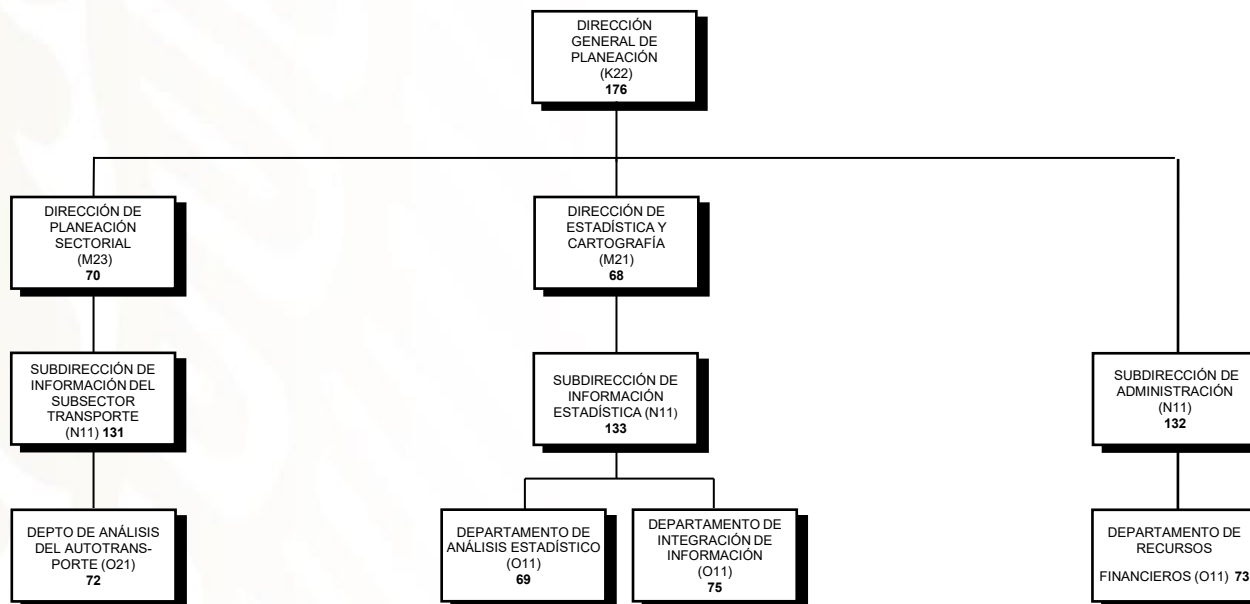 DIRECCIÓN
GENERAL DE
PLANEACIÓN
(K22)
176
DIRECCIÓN DE
PLANEACIÓN
SECTORIAL
(M23)
70
DIRECCIÓN DE
ESTADÍSTICA Y
CARTOGRAFÍA
(M21)
68
SUBDIRECCIÓN DE
INFORMACIÓN DEL
SUBSECTOR
TRANSPORTE
(N11) 131
SUBDIRECCIÓN DE
INFORMACIÓN
ESTADÍSTICA (N11)
133
SUBDIRECCIÓN DE
ADMINISTRACIÓN
(N11)
132
DEPTO DE ANÁLISIS
DEL AUTOTRANS-
PORTE (O21)
72
DEPARTAMENTO DE
ANÁLISIS ESTADÍSTICO
(O11)
69
DEPARTAMENTO DE
INTEGRACIÓN DE
INFORMACIÓN
(O11)
75
DEPARTAMENTO DE
RECURSOS
FINANCIEROS (O11) 73